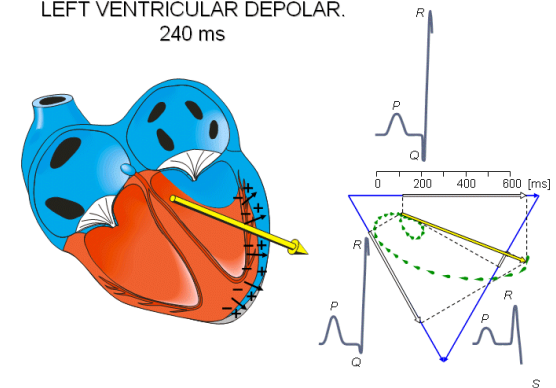 LEFT VENTRICULAR DEPOLAR.
240 ms
R
P
Q
0 200 400 600 [ms]
R
P
Q
R
P
S
− +
− +
− +
− +
− +
− +
− +